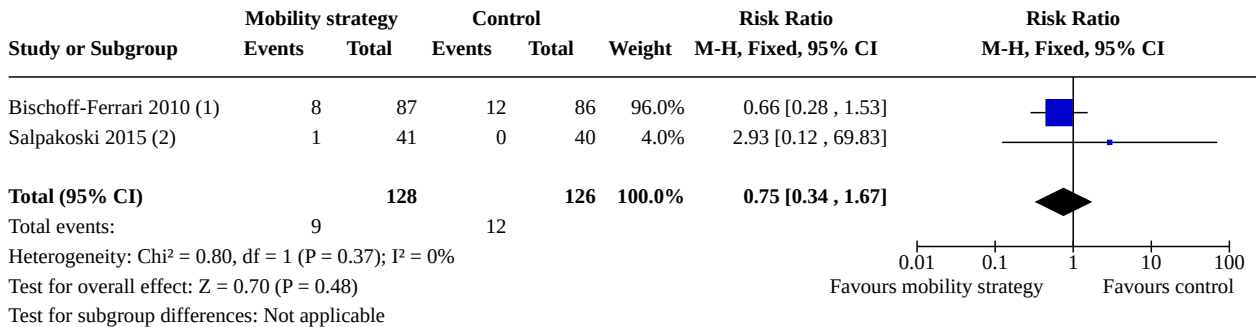 Mobility strategy Control Risk Ratio Risk Ratio
Study or Subgroup Events Total Events Total Weight M-H, Fixed, 95% CI M-H, Fixed, 95% CI
Bischoff-Ferrari 2010 (1) 8 87 12 86 96.0% 0.66 [0.28 , 1.53]
Salpakoski 2015 (2) 1 41 0 40 4.0% 2.93 [0.12 , 69.83]
Total (95% CI) 128 126 100.0% 0.75 [0.34 , 1.67]
Total events: 9 12
Heterogeneity: Chi² = 0.80, df = 1 (P = 0.37); I² = 0%
0.01 0.1 1 10 100
Test for overall effect: Z = 0.70 (P = 0.48) Favours mobility strategy Favours control
Test for subgroup differences: Not applicable